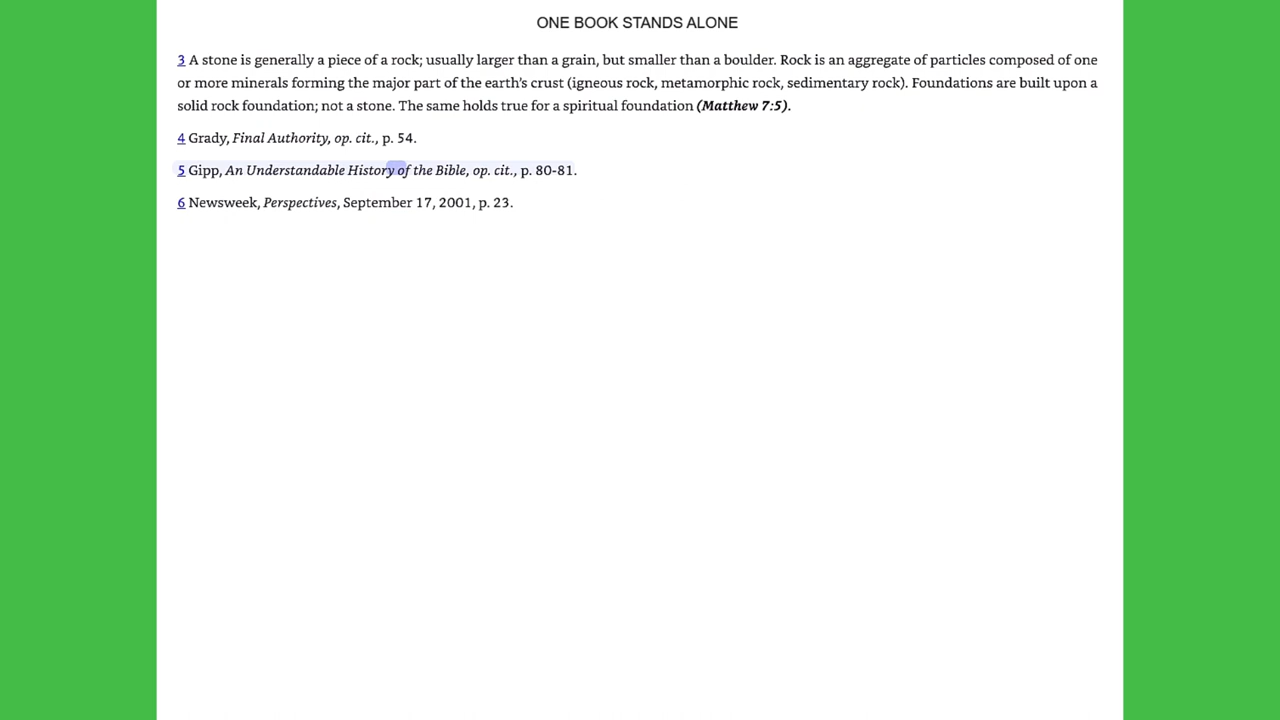 ONE BOOK STANDS ALONE
3 A stone is generally a piece of a rock; usually larger than a grain, but smaller than a boulder. Rock is an aggregate of particles composed of one
or more minerals forming the major part of the earth's crust (igneous rock, metamorphic rock, sedimentary rock). Foundations are built upon a
solid rock foundation; not a stone. The same holds true for a spiritual foundation (Matthew 7:5).
4 Grady, Final Authority, op. cit., p. 54.
5 Gipp, An Understandable History of the Bible, op. cit., p. 80-81.
6 Newsweek, Perspectives, September 17, 2001, p. 23.